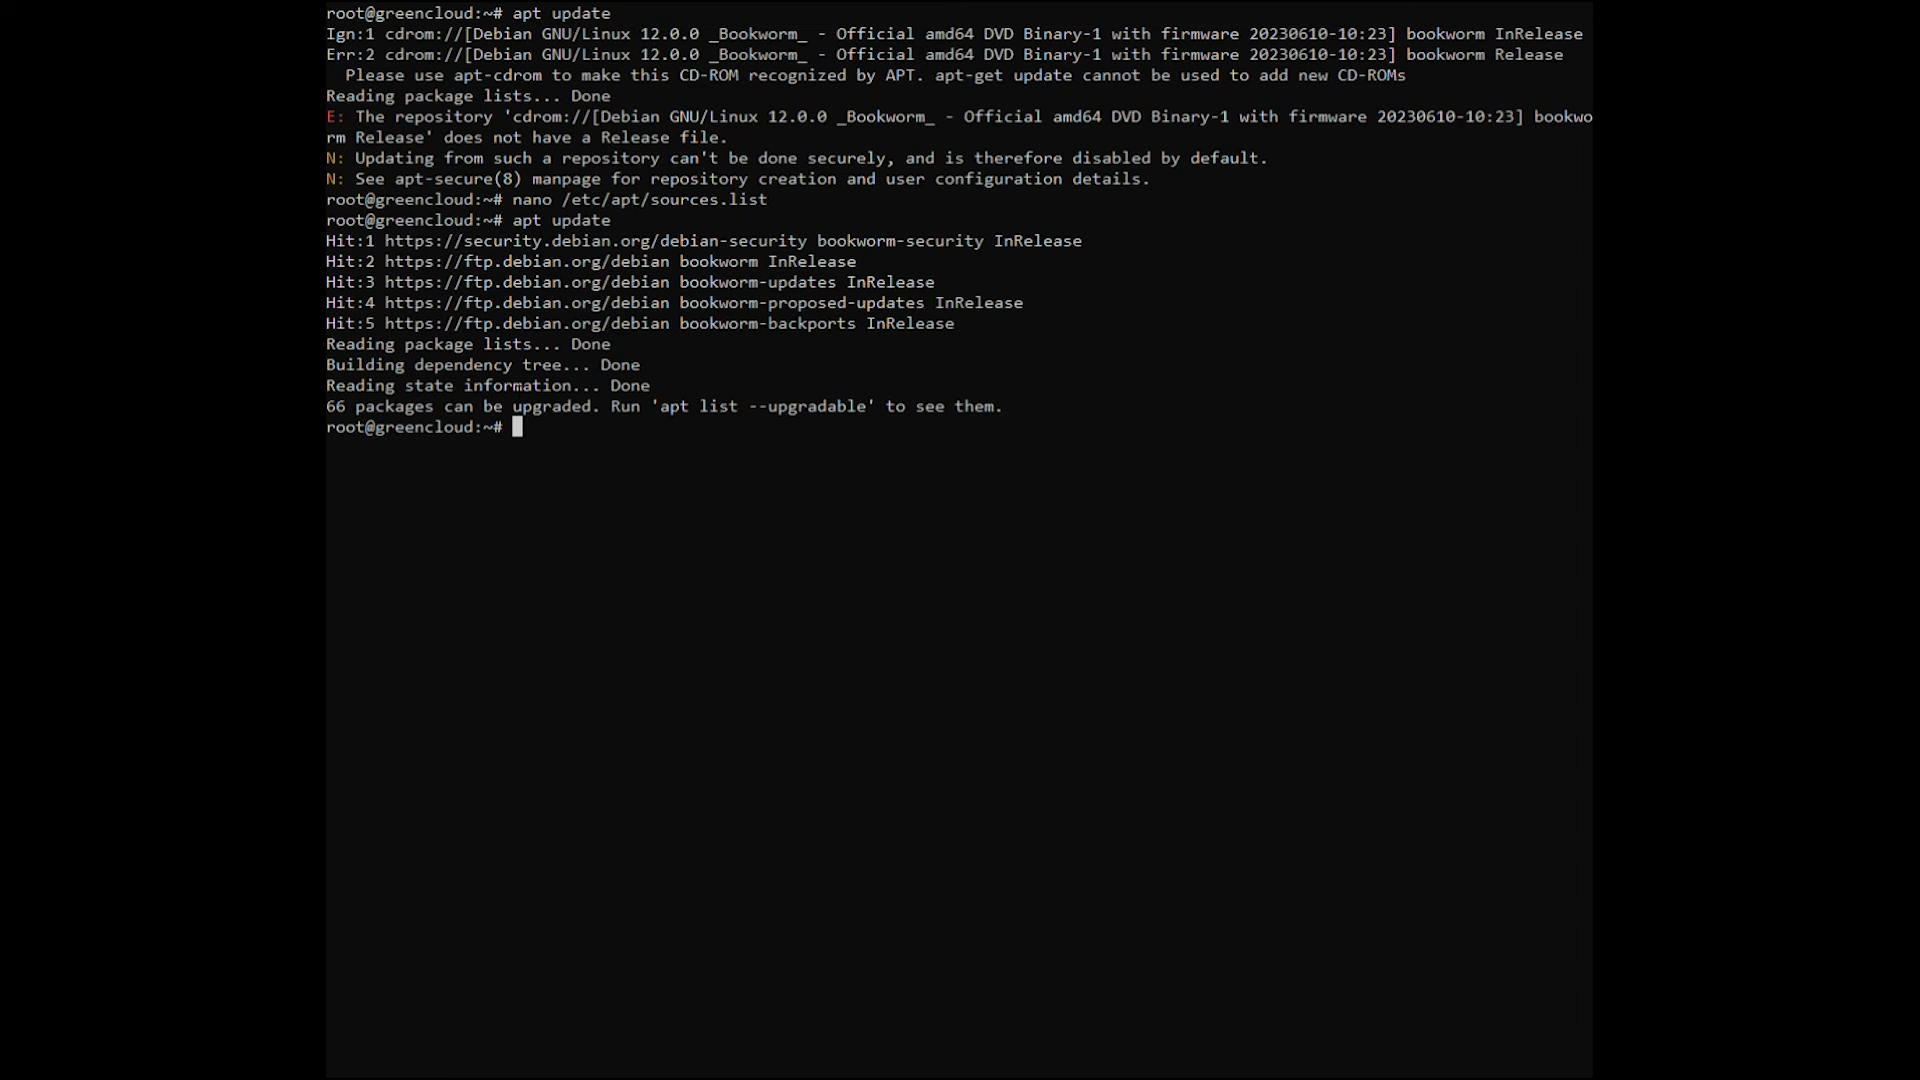 root@greencloud:~# apt update
Ign:1 cdrom://[Debian GNU/Linux 12.0.0 _Bookworm_ - Official amd64 DVD Binary-1 with firmware 20230610-10:23] bookworm InRelease
Err:2 cdrom://[Debian GNU/Linux 12.0.0 _Bookworm_ - Official amd64 DVD Binary-1 with firmware 20230610-10:23] bookworm Release
  Please use apt-cdrom to make this CD-ROM recognized by APT. apt-get update cannot be used to add new CD-ROMs
Reading package lists... Done
E: The repository 'cdrom://[Debian GNU/Linux 12.0.0 _Bookworm_ - Official amd64 DVD Binary-1 with firmware 20230610-10:23] bookwo
rm Release' does not have a Release file.
N: Updating from such a repository can't be done securely, and is therefore disabled by default.
N: See apt-secure(8) manpage for repository creation and user configuration details.
root@greencloud:~# nano /etc/apt/sources.list
root@greencloud:~# apt update
Hit:1 https://security.debian.org/debian-security bookworm-security InRelease
Hit:2 https://ftp.debian.org/debian bookworm InRelease
Hit:3 https://ftp.debian.org/debian bookworm-updates InRelease
Hit:4 https://ftp.debian.org/debian bookworm-proposed-updates InRelease
Hit:5 https://ftp.debian.org/debian bookworm-backports InRelease
Reading package lists... Done
Building dependency tree... Done
Reading state information... Done
66 packages can be upgraded. Run 'apt list --upgradable' to see them.
root@greencloud:~#